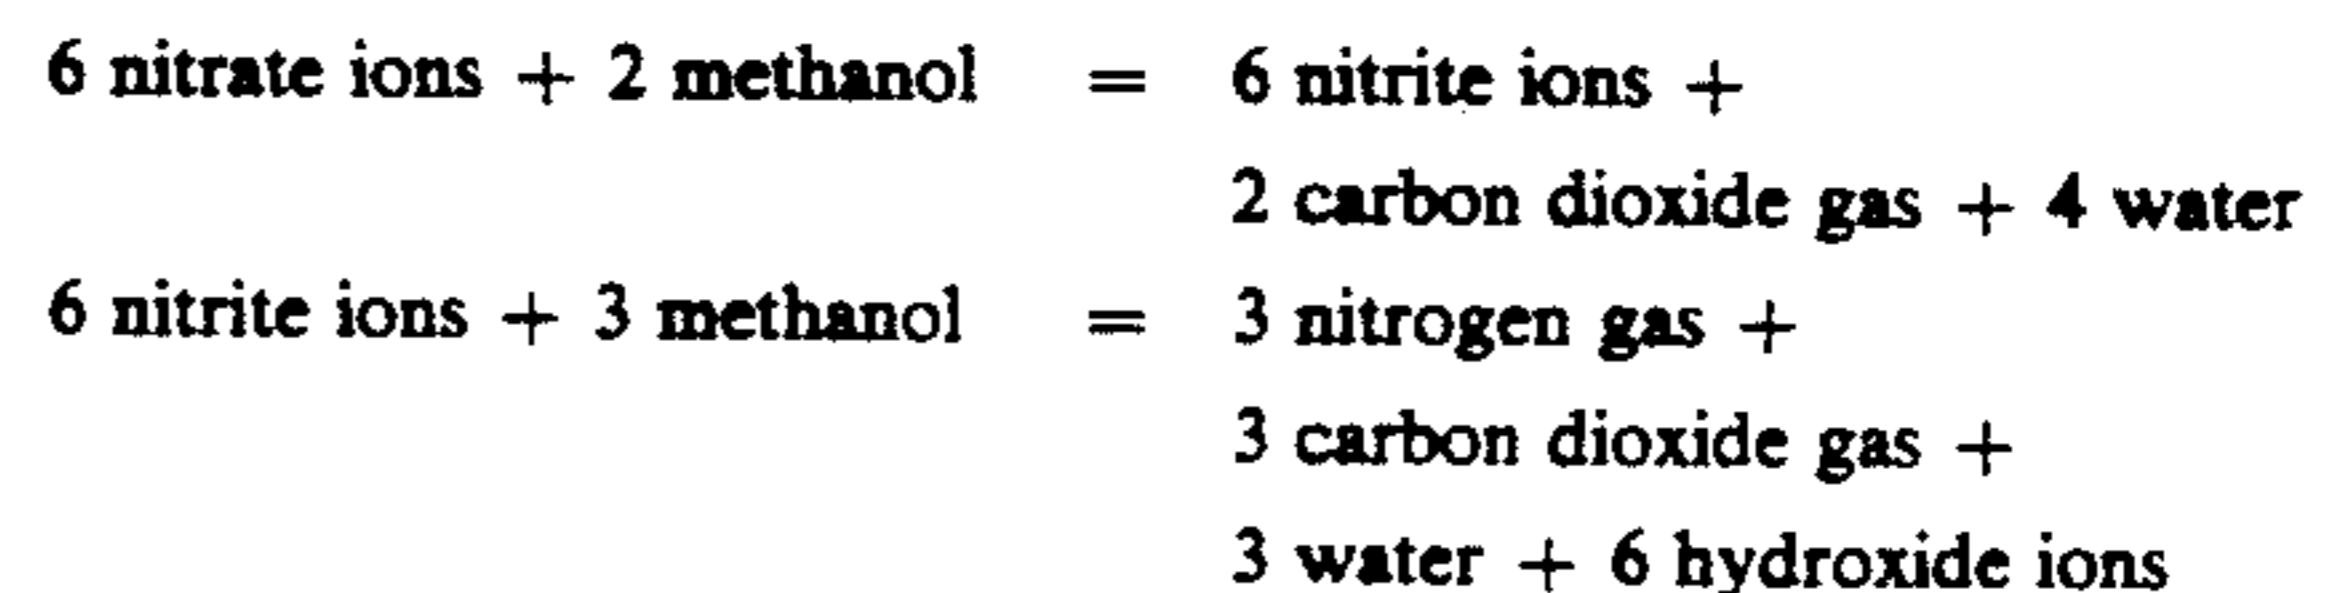 6 nitrate ions + 2 methanol = 6 nitrite ions +
2 carbon dioxide gas + 4 water
6 nitrite ions + 3 methanol = 3 nitrogen gas +
3 carbon dioxide gas +
3 water + 6 hydroxide ions